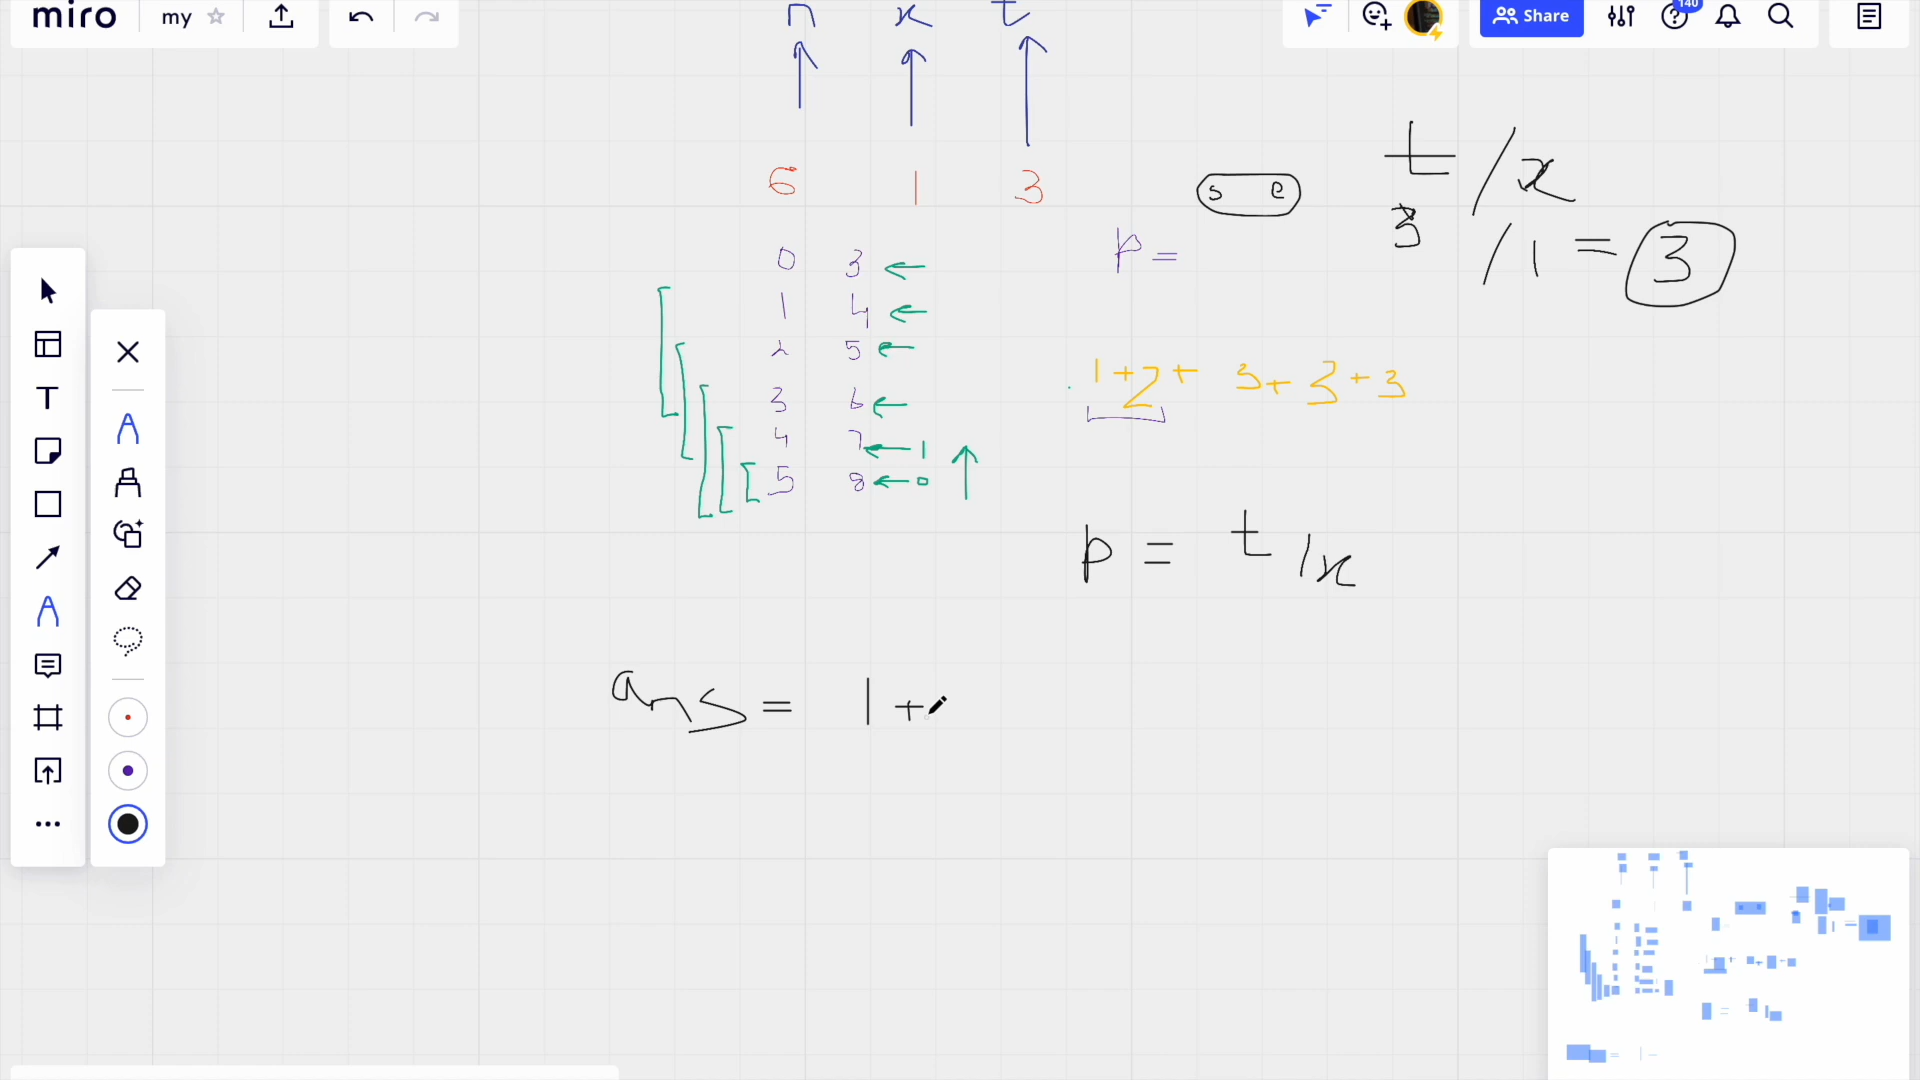 miro my Share 140
n x t
6 1 3
s e
t / x
3 / 1 = 3
p =
0 3
1 4
2 5
3 6
4 7 1
5 8 0
1 + 2 + 3 + 3 + 3
p = t / x
ans = 1 +
T